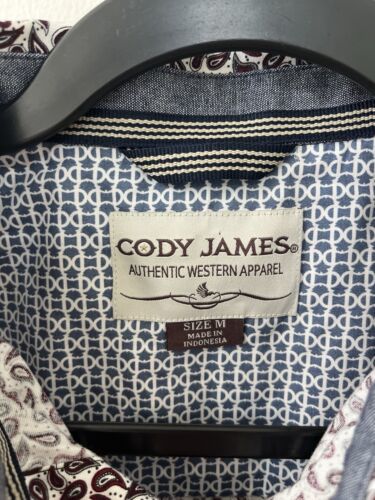 CODY JAMES®
AUTHENTIC WESTERN APPAREL
SIZE M
MADE IN
INDONESIA